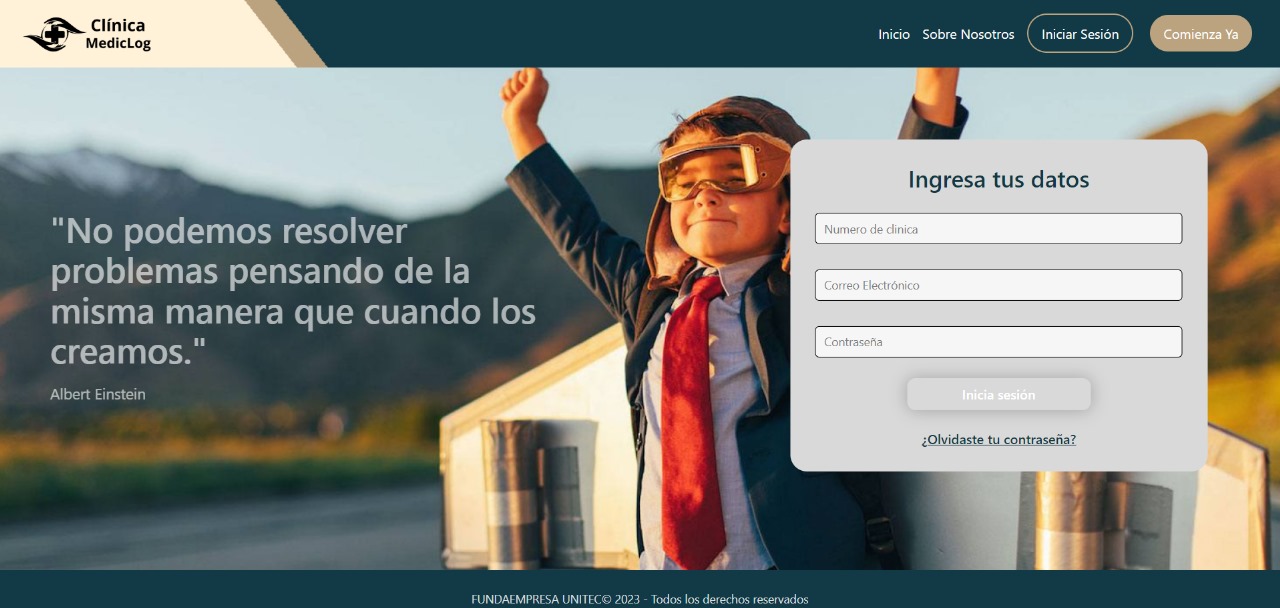 Clínica
MedicLog
Inicio Sobre Nosotros Iniciar Sesión Comienza Ya
"No podemos resolver
problemas pensando de la
misma manera que cuando los
creamos."
Albert Einstein
Ingresa tus datos
Numero de clinica
Correo Electrónico
Contraseña
Inicia sesión
¿Olvidaste tu contraseña?
FUNDAEMPRESA UNITEC© 2023 - Todos los derechos reservados